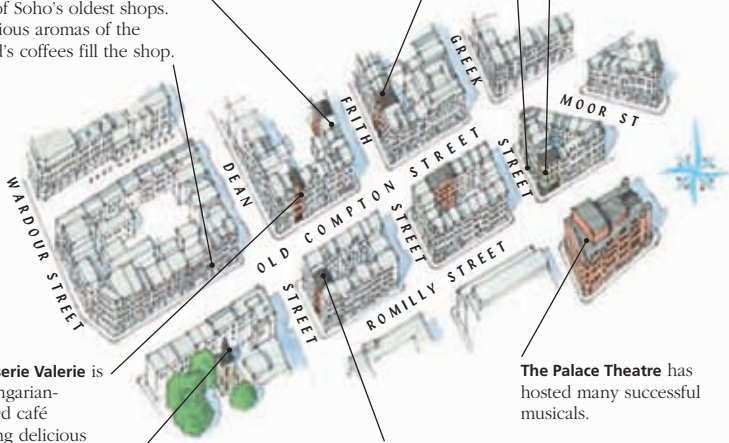 of Soho's oldest shops.
ious aromas of the
d's coffees fill the shop.
GREEK
STREET
MOOR ST
FRITH
STREET
DEAN
STREET
WARDOUR STREET
OLD COMPTON STREET
ROMILLY STREET
serie Valerie is
ngarian-
ed café
ng delicious
The Palace Theatre has
hosted many successful
musicals.